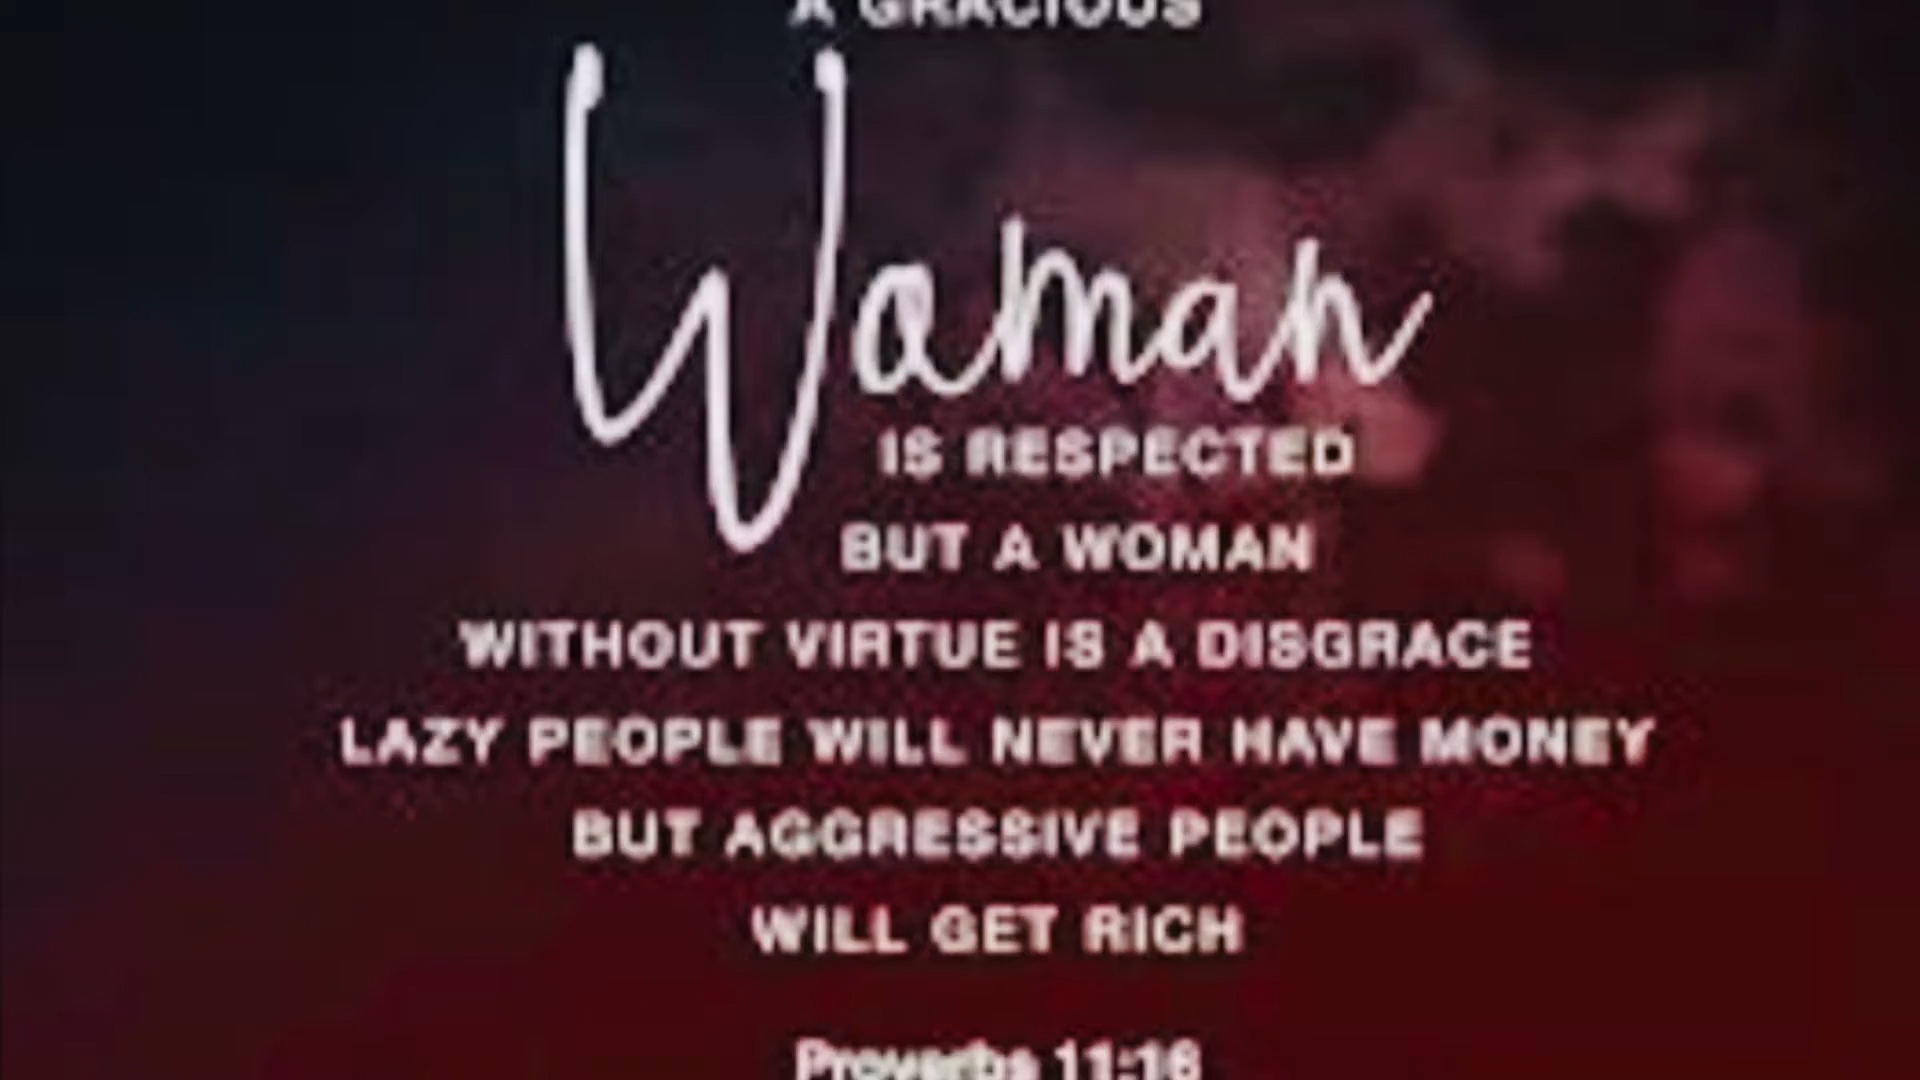 A GRACIOUS
Woman
IS RESPECTED
BUT A WOMAN
WITHOUT VIRTUE IS A DISGRACE
LAZY PEOPLE WILL NEVER HAVE MONEY
BUT AGGRESSIVE PEOPLE
WILL GET RICH
Proverbs 11:16